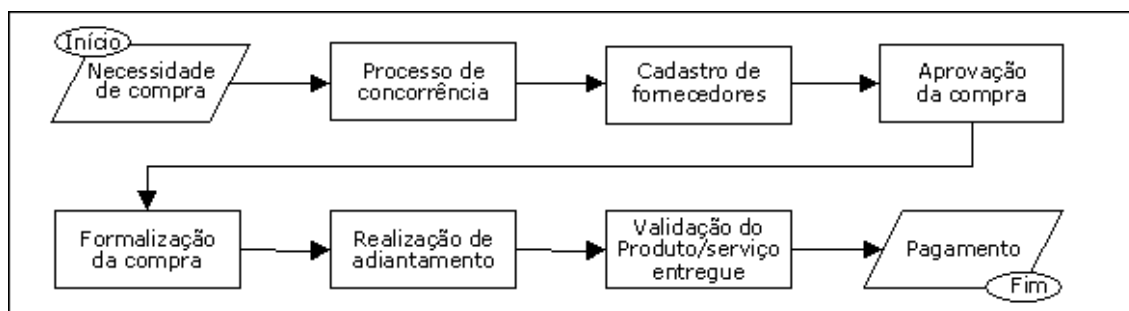 Início
Necessidade
de compra
Processo de
concorrência
Cadastro de
fornecedores
Aprovação
da compra
Formalização
da compra
Realização de
adiantamento
Validação do
Produto/serviço
entregue
Pagamento
Fim